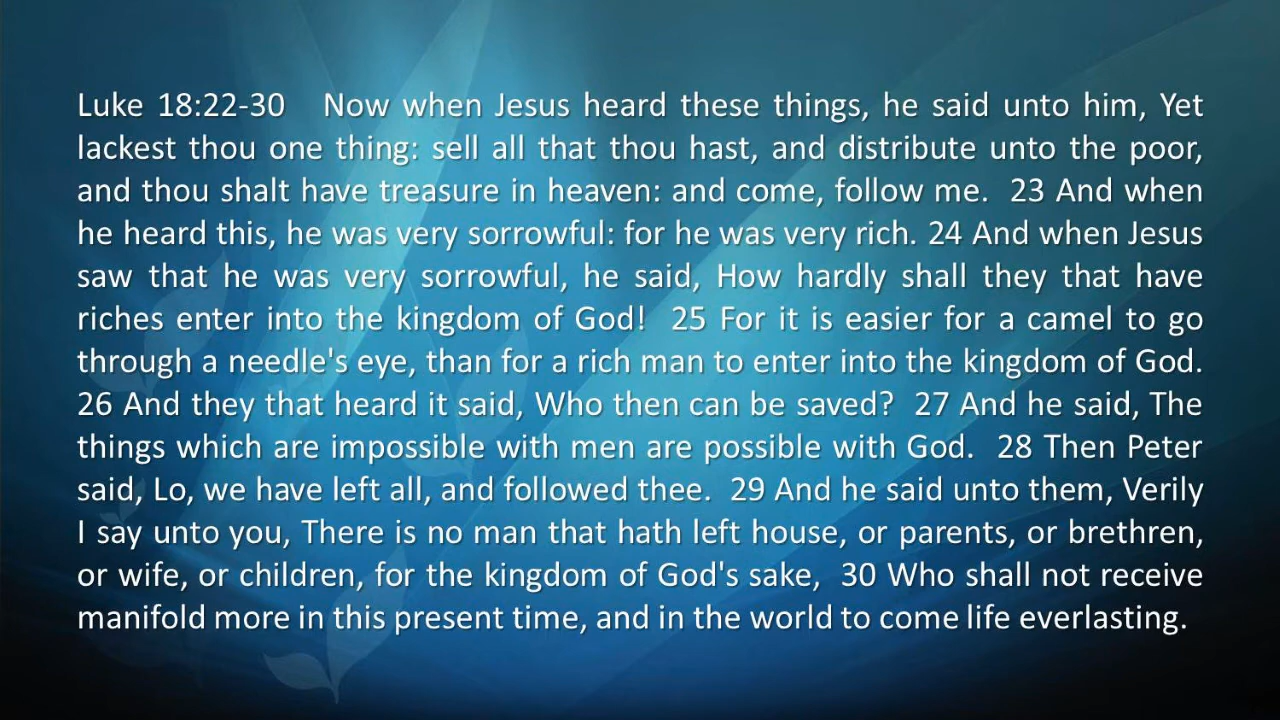 Luke 18:22-30 Now when Jesus heard these things, he said unto him, Yet
lackest thou one thing: sell all that thou hast, and distribute unto the poor,
and thou shalt have treasure in heaven: and come, follow me. 23 And when
he heard this, he was very sorrowful: for he was very rich. 24 And when Jesus
saw that he was very sorrowful, he said, How hardly shall they that have
riches enter into the kingdom of God! 25 For it is easier for a camel to go
through a needle's eye, than for a rich man to enter into the kingdom of God.
26 And they that heard it said, Who then can be saved? 27 And he said, The
things which are impossible with men are possible with God. 28 Then Peter
said, Lo, we have left all, and followed thee. 29 And he said unto them, Verily
I say unto you, There is no man that hath left house, or parents, or brethren,
or wife, or children, for the kingdom of God's sake, 30 Who shall not receive
manifold more in this present time, and in the world to come life everlasting.